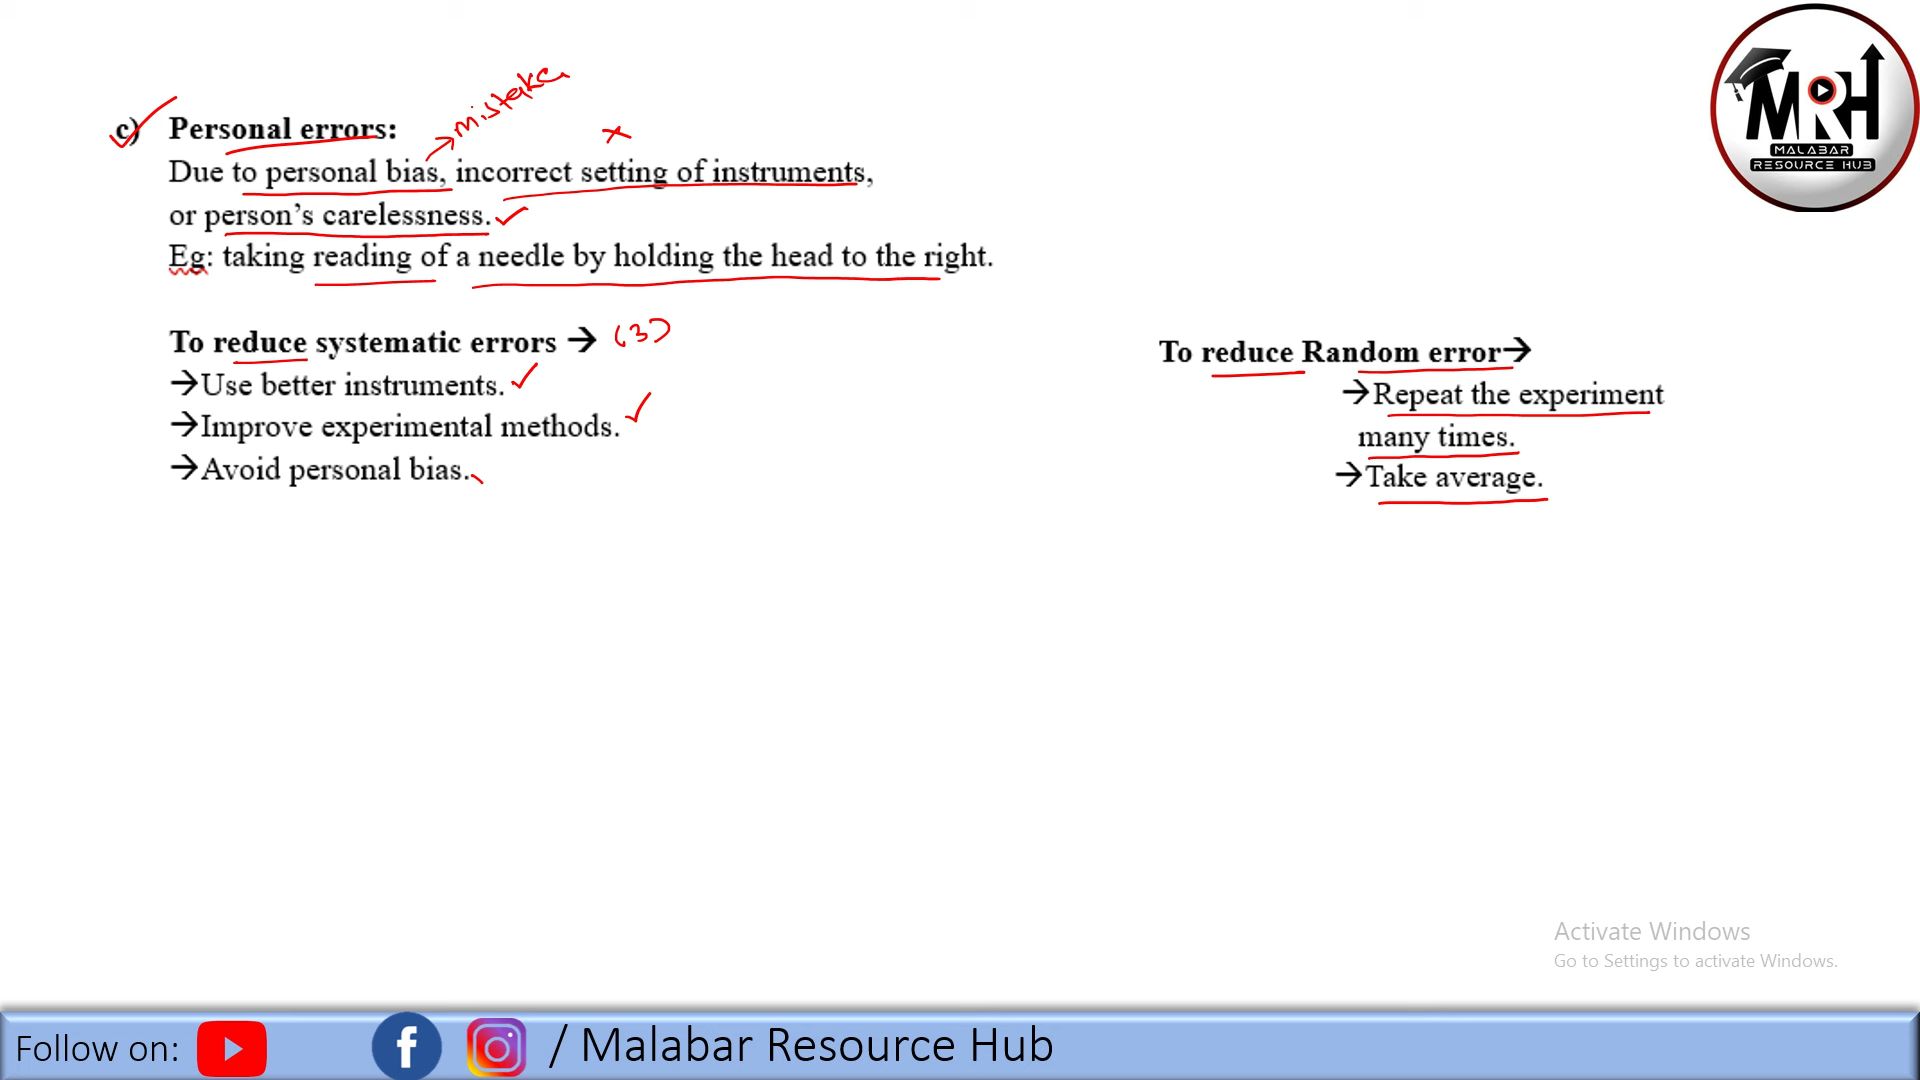 MRH
MALABAR
RESOURCE HUB
mistake
c) Personal errors:
Due to personal bias, incorrect setting of instruments,
or person’s carelessness.
Eg: taking reading of a needle by holding the head to the right.
To reduce systematic errors → (3)
→Use better instruments.
→Improve experimental methods.
→Avoid personal bias.
To reduce Random error→
→Repeat the experiment
many times.
→Take average.
Activate Windows
Go to Settings to activate Windows.
Follow on: / Malabar Resource Hub